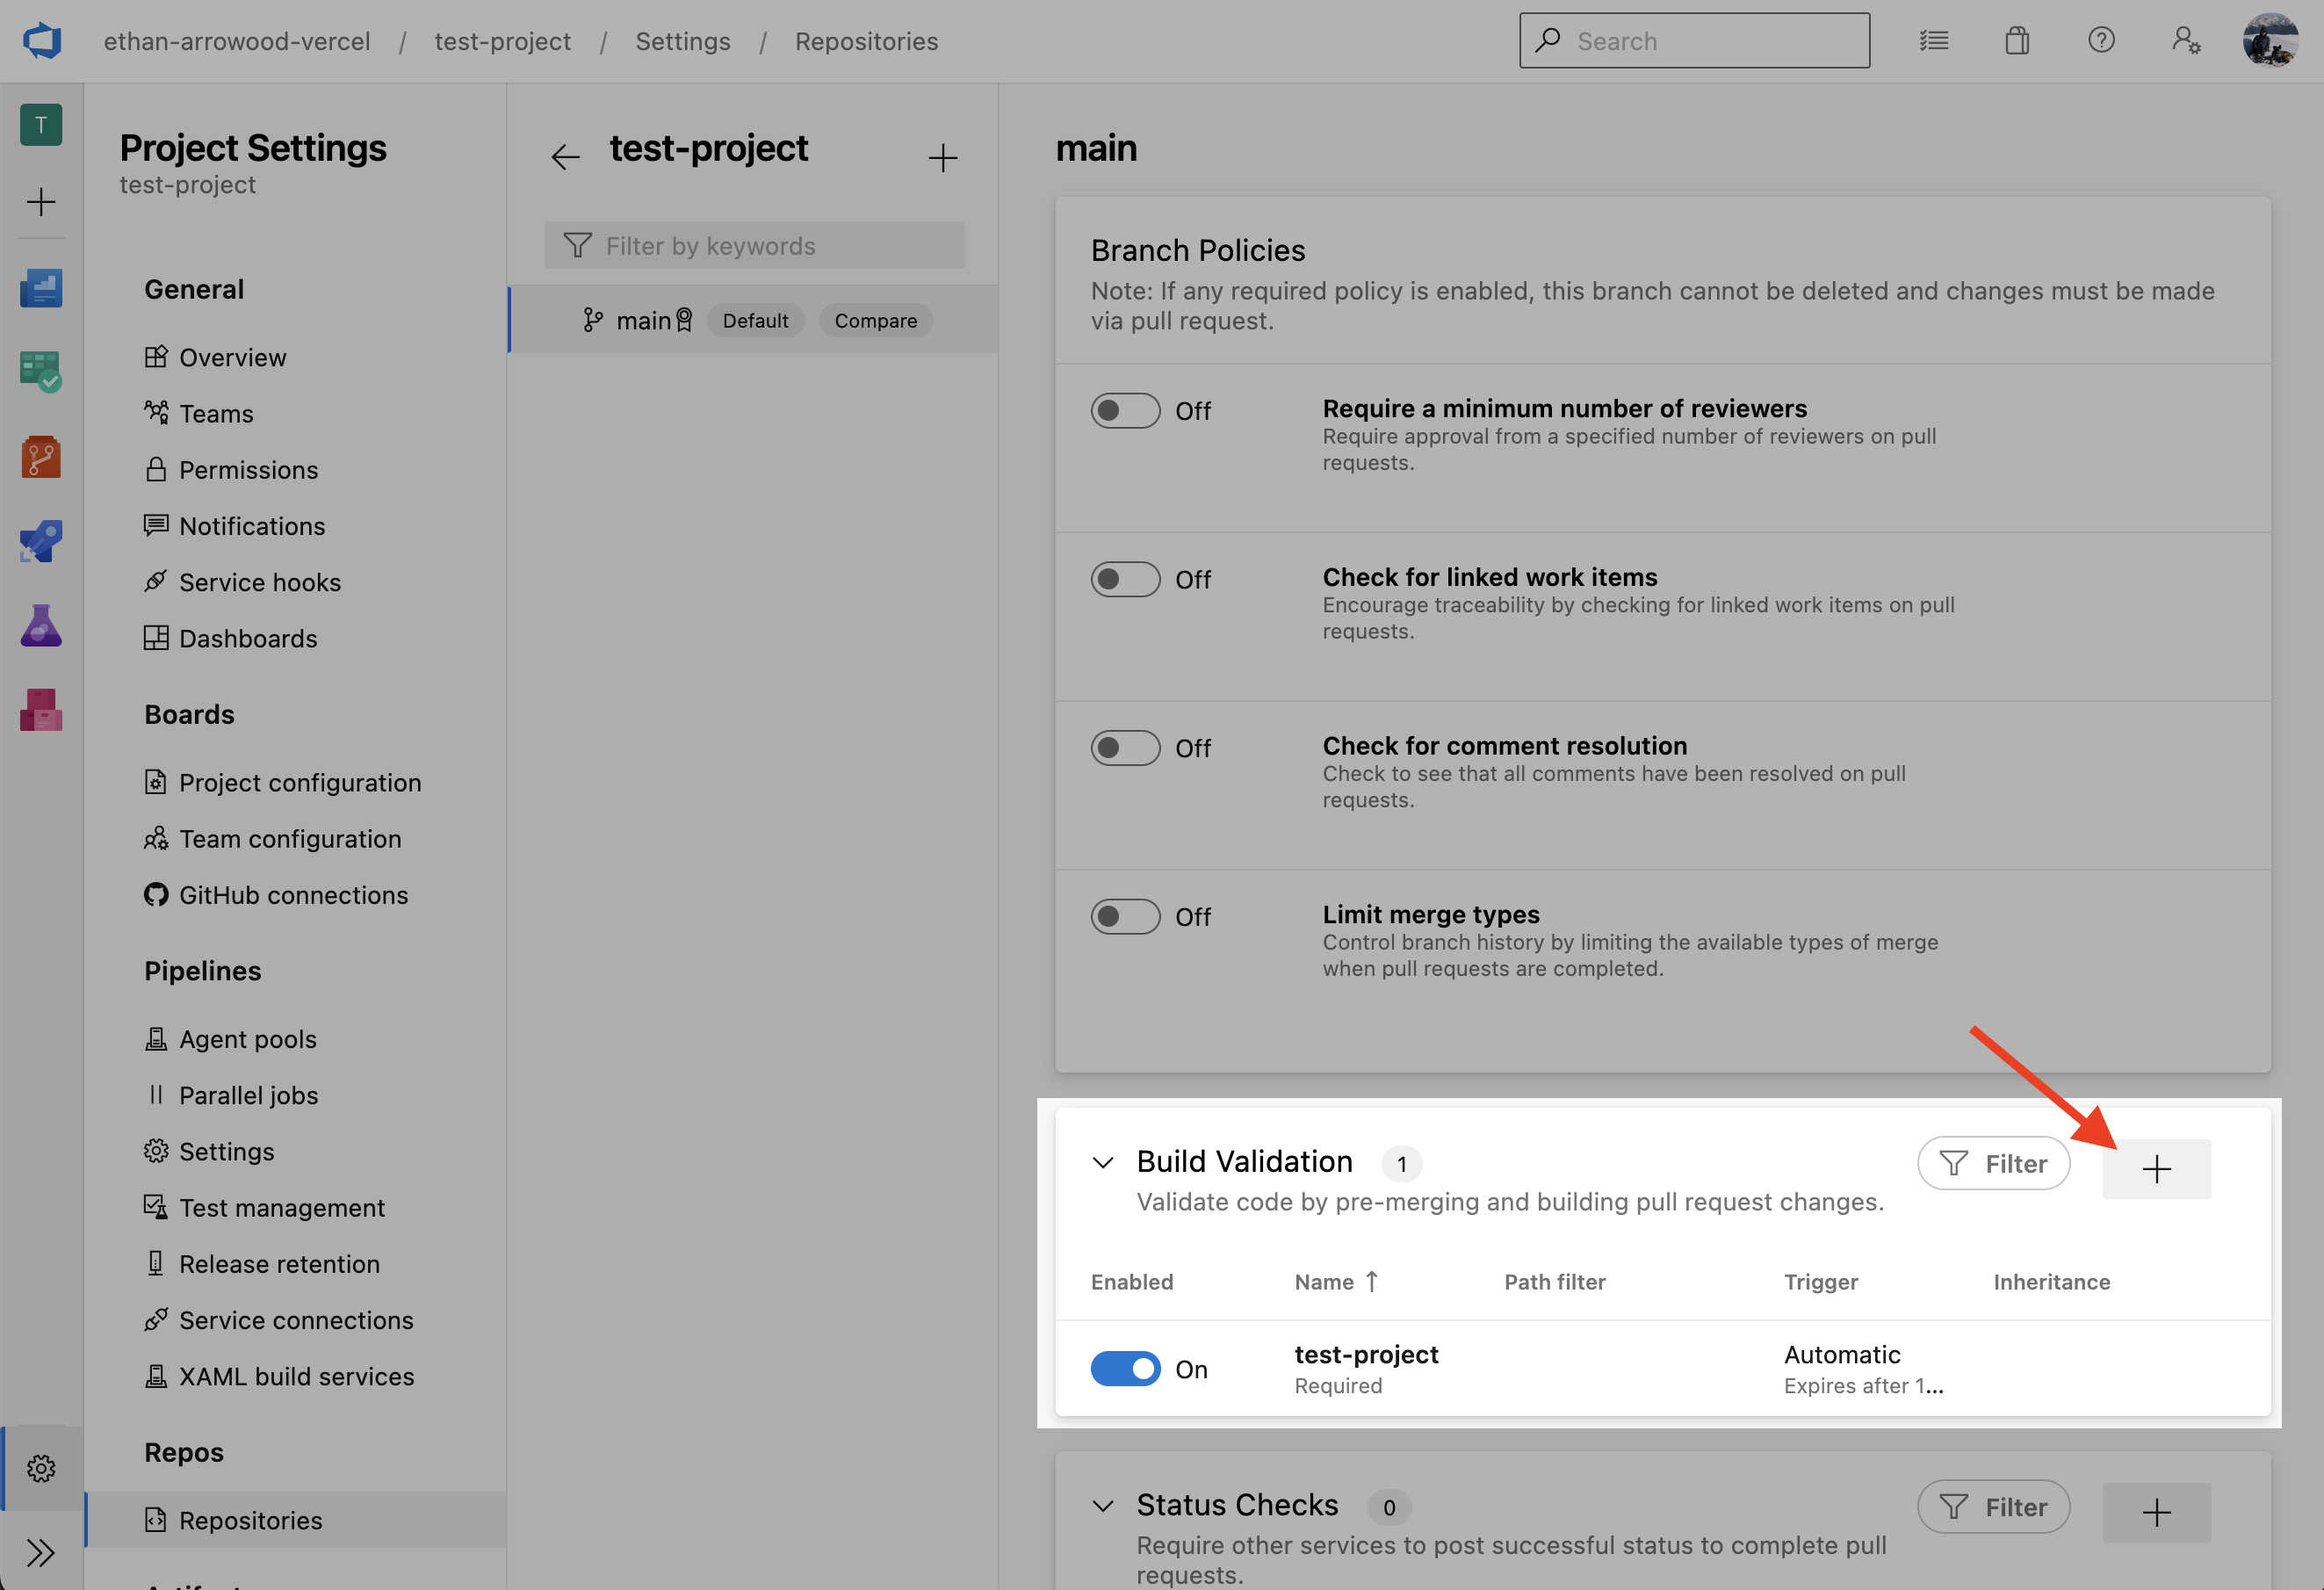 ethan-arrowood-vercel / test-project / Settings / Repositories
Search
T
Project Settings
test-project
General
Overview
Teams
Permissions
Notifications
Service hooks
Dashboards
Boards
Project configuration
Team configuration
GitHub connections
Pipelines
Agent pools
Parallel jobs
Settings
Test management
Release retention
Service connections
XAML build services
Repos
Repositories
test-project
Filter by keywords
main Default Compare
main
Branch Policies
Note: If any required policy is enabled, this branch cannot be deleted and changes must be made
via pull request.
Off
Require a minimum number of reviewers
Require approval from a specified number of reviewers on pull
requests.
Off
Check for linked work items
Encourage traceability by checking for linked work items on pull
requests.
Off
Check for comment resolution
Check to see that all comments have been resolved on pull
requests.
Off
Limit merge types
Control branch history by limiting the available types of merge
when pull requests are completed.
Build Validation 1
Filter
Validate code by pre-merging and building pull request changes.
Enabled Name ↑ Path filter Trigger Inheritance
On
test-project
Required
Automatic
Expires after 1...
Status Checks 0
Filter
Require other services to post successful status to complete pull
requests.